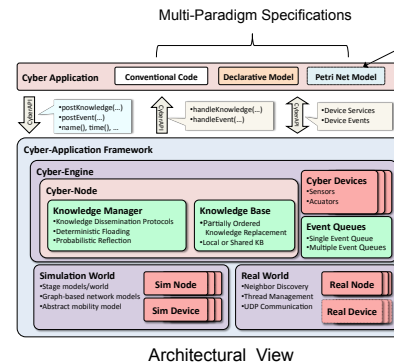 Multi-Paradigm Specifications
Cyber Application
Conventional Code
Declarative Model
Petri Net Model
CyberAPI
•postKnowledge(…)
•postEvent(…)
•name(), time(), …
CyberAPI
•handleKnowledge(…)
•handleEvent(…)
CyberAPI
•Device Services
•Device Events
Cyber-Application Framework
Cyber-Engine
Cyber-Node
Knowledge Manager
•Knowledge Dissemination Protocols
•Deterministic Floading
•Probabilistic Reflection
Knowledge Base
•Partially Ordered
Knowledge Replacement
•Local or Shared KB
Cyber Devices
•Sensors
•Acuators
Event Queues
•Single Event Queue
•Multiple Event Queues
Simulation World
•Stage models/world
•Graph-based network models
•Abstract mobility model
Sim Node
Sim Device
Real World
•Neighbor Discovery
•Thread Management
•UDP Communication
Real Node
Real Device
Architectural View